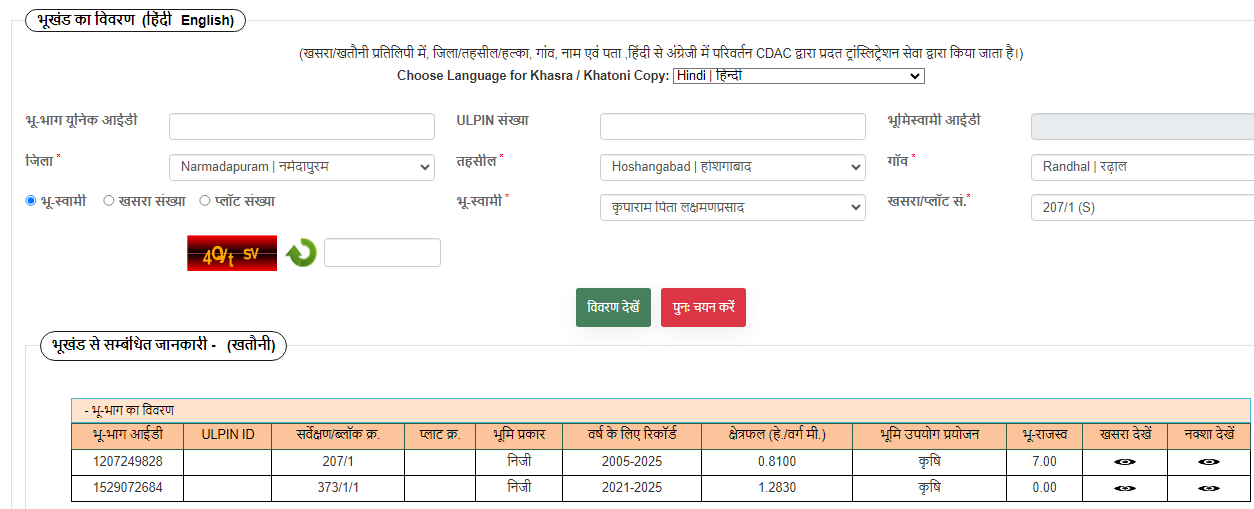 भूखंड का विवरण (हिंदी English)
(खसरा/खतौनी प्रतिलिपी में, जिला/तहसील/हल्का, गांव, नाम एवं पता ,हिंदी से अंग्रेजी में परिवर्तन CDAC द्वारा प्रदत ट्रांस्लिट्रेशन सेवा द्वारा किया जाता है।)
Choose Language for Khasra / Khatoni Copy: Hindi | हिन्दी
भू-भाग यूनिक आईडी ULPIN संख्या भूमिस्वामी आईडी
जिला * Narmadapuram | नर्मदापुरम तहसील * Hoshangabad | होशंगाबाद गाँव * Randhal | रढ़ाल
भू-स्वामी खसरा संख्या प्लॉट संख्या भू-स्वामी * कृपाराम पिता लक्षमणप्रसाद खसरा/प्लॉट सं.* 207/1 (S)
विवरण देखें पुनः चयन करें
भूखंड से सम्बंधित जानकारी - (खतौनी)
- भू-भाग का विवरण
भू-भाग आईडी ULPIN ID सर्वेक्षण/ब्लॉक क्र. प्लाट क्र. भूमि प्रकार वर्ष के लिए रिकॉर्ड क्षेत्रफल (हे./वर्ग मी.) भूमि उपयोग प्रयोजन भू-राजस्व खसरा देखें नक्शा देखें
1207249828 207/1 निजी 2005-2025 0.8100 कृषि 7.00
1529072684 373/1/1 निजी 2021-2025 1.2830 कृषि 0.00